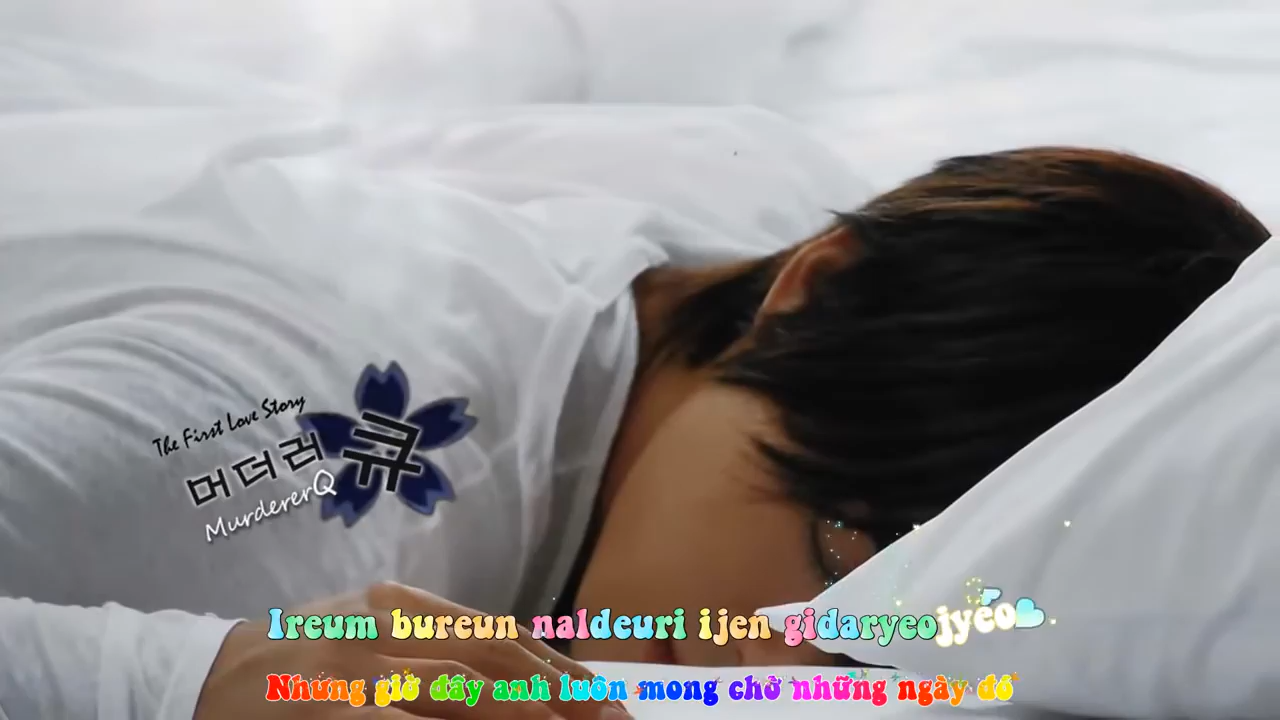 The First Love Story
머더러큐
MurdererQ
Ireum bureun naldeuri ijen gidaryeojyeo
Nhưng giờ đấy anh luôn mong chờ những ngày đó